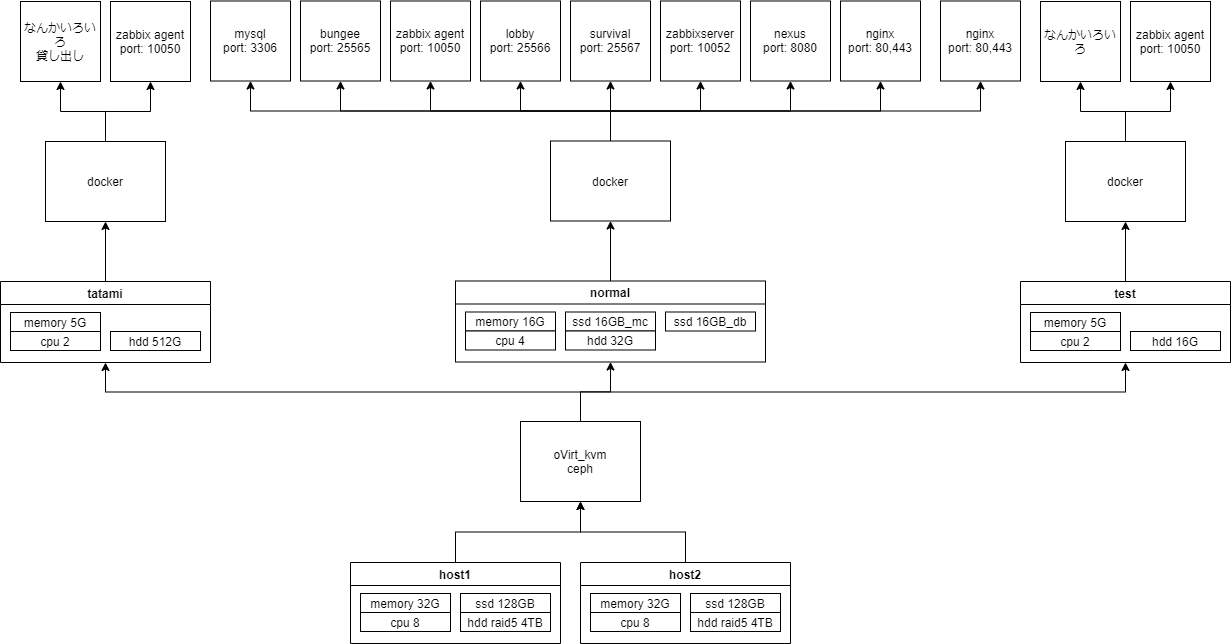 なんかいろいろ
貸し出し
zabbix agent
port: 10050
mysql
port: 3306
bungee
port: 25565
zabbix agent
port: 10050
lobby
port: 25566
survival
port: 25567
zabbixserver
port: 10052
nexus
port: 8080
nginx
port: 80,443
nginx
port: 80,443
なんかいろいろ
zabbix agent
port: 10050
docker
docker
docker
tatami
memory 5G
cpu 2
hdd 512G
normal
memory 16G
cpu 4
ssd 16GB_mc
hdd 32G
ssd 16GB_db
test
memory 5G
cpu 2
hdd 16G
oVirt_kvm
ceph
host1
memory 32G
cpu 8
ssd 128GB
hdd raid5 4TB
host2
memory 32G
cpu 8
ssd 128GB
hdd raid5 4TB